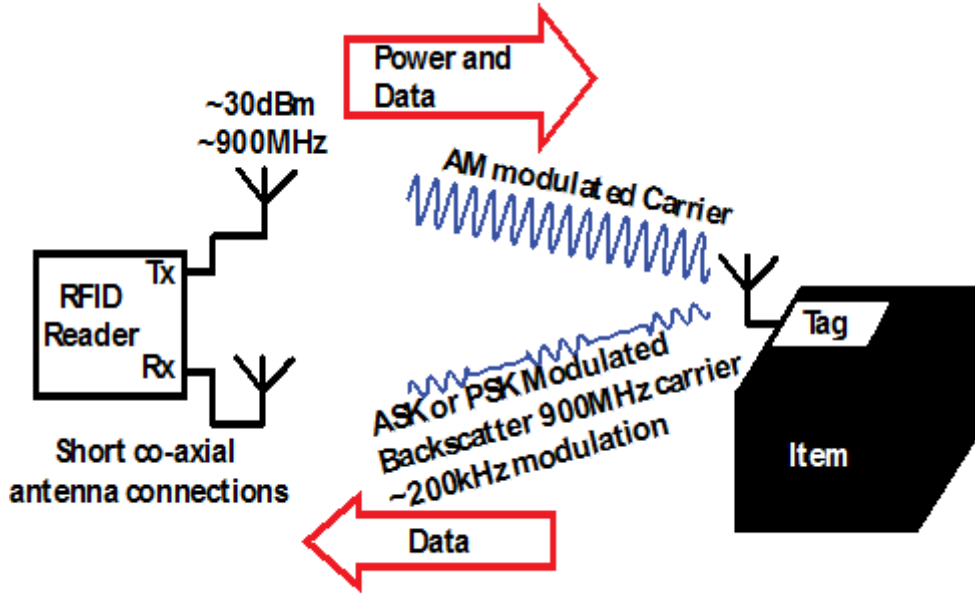 Power and
Data
~30dBm
~900MHz
AM modulated Carrier
Tx
RFID
Reader
Rx
Tag
ASK or PSK Modulated
Backscatter 900MHz carrier
~200kHz modulation
Item
Short co-axial
antenna connections
Data